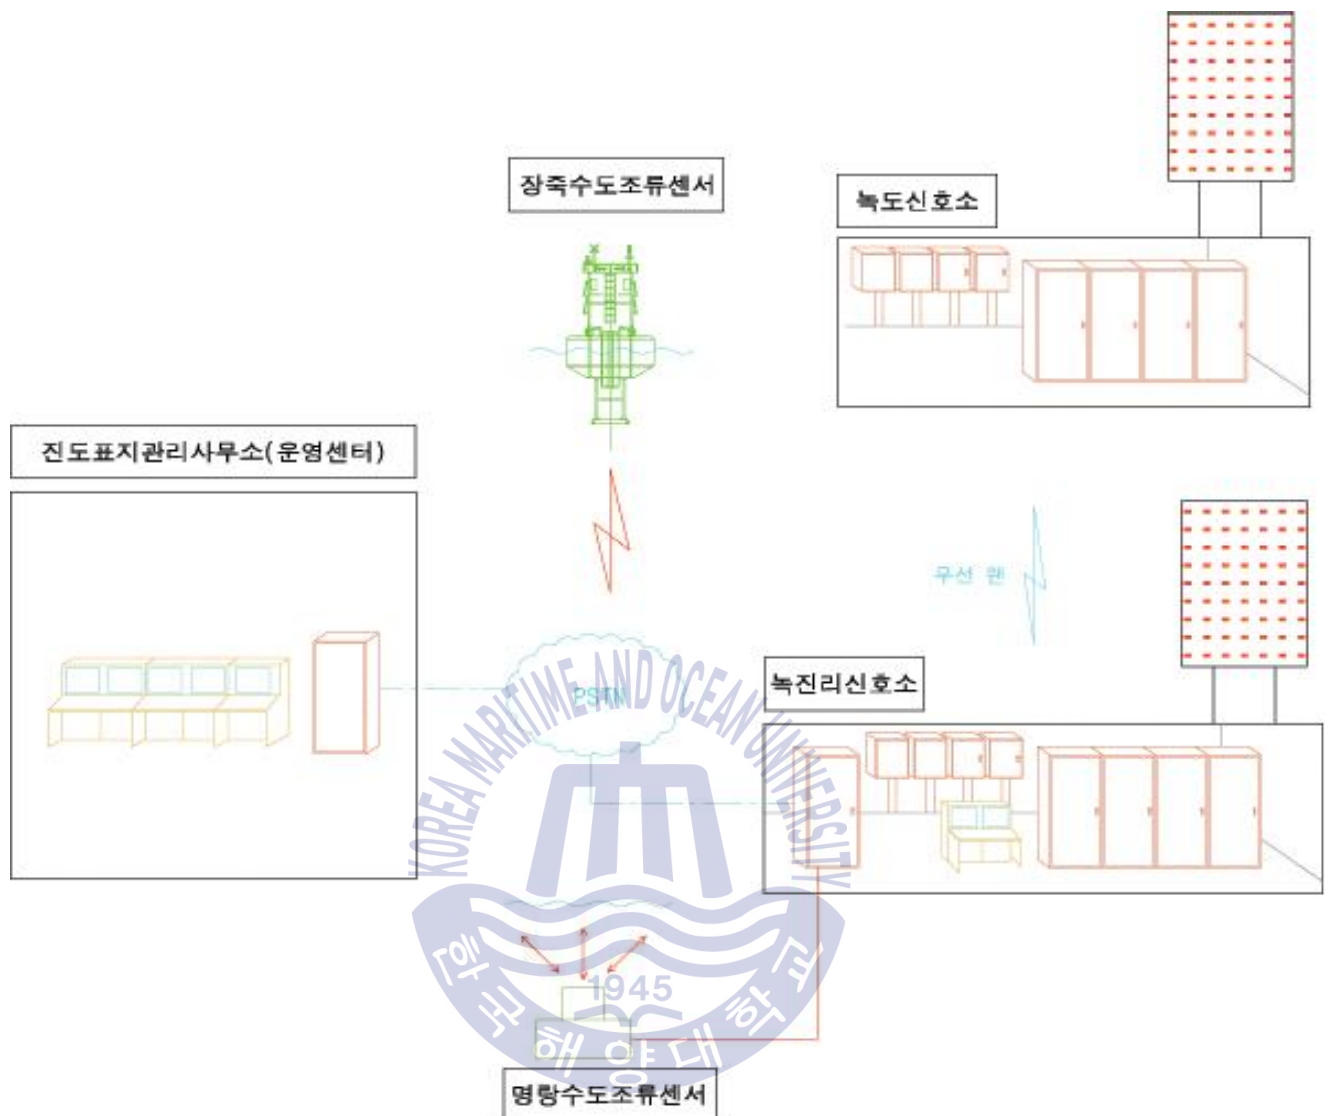 장죽수도조류센서
녹도신호소
진도표지관리사무소(운영센터)
무선 랜
PSTN
녹진리신호소
KOREA MARITIME AND OCEAN UNIVERSITY
1945
한국해양대학교
명랑수도조류센서